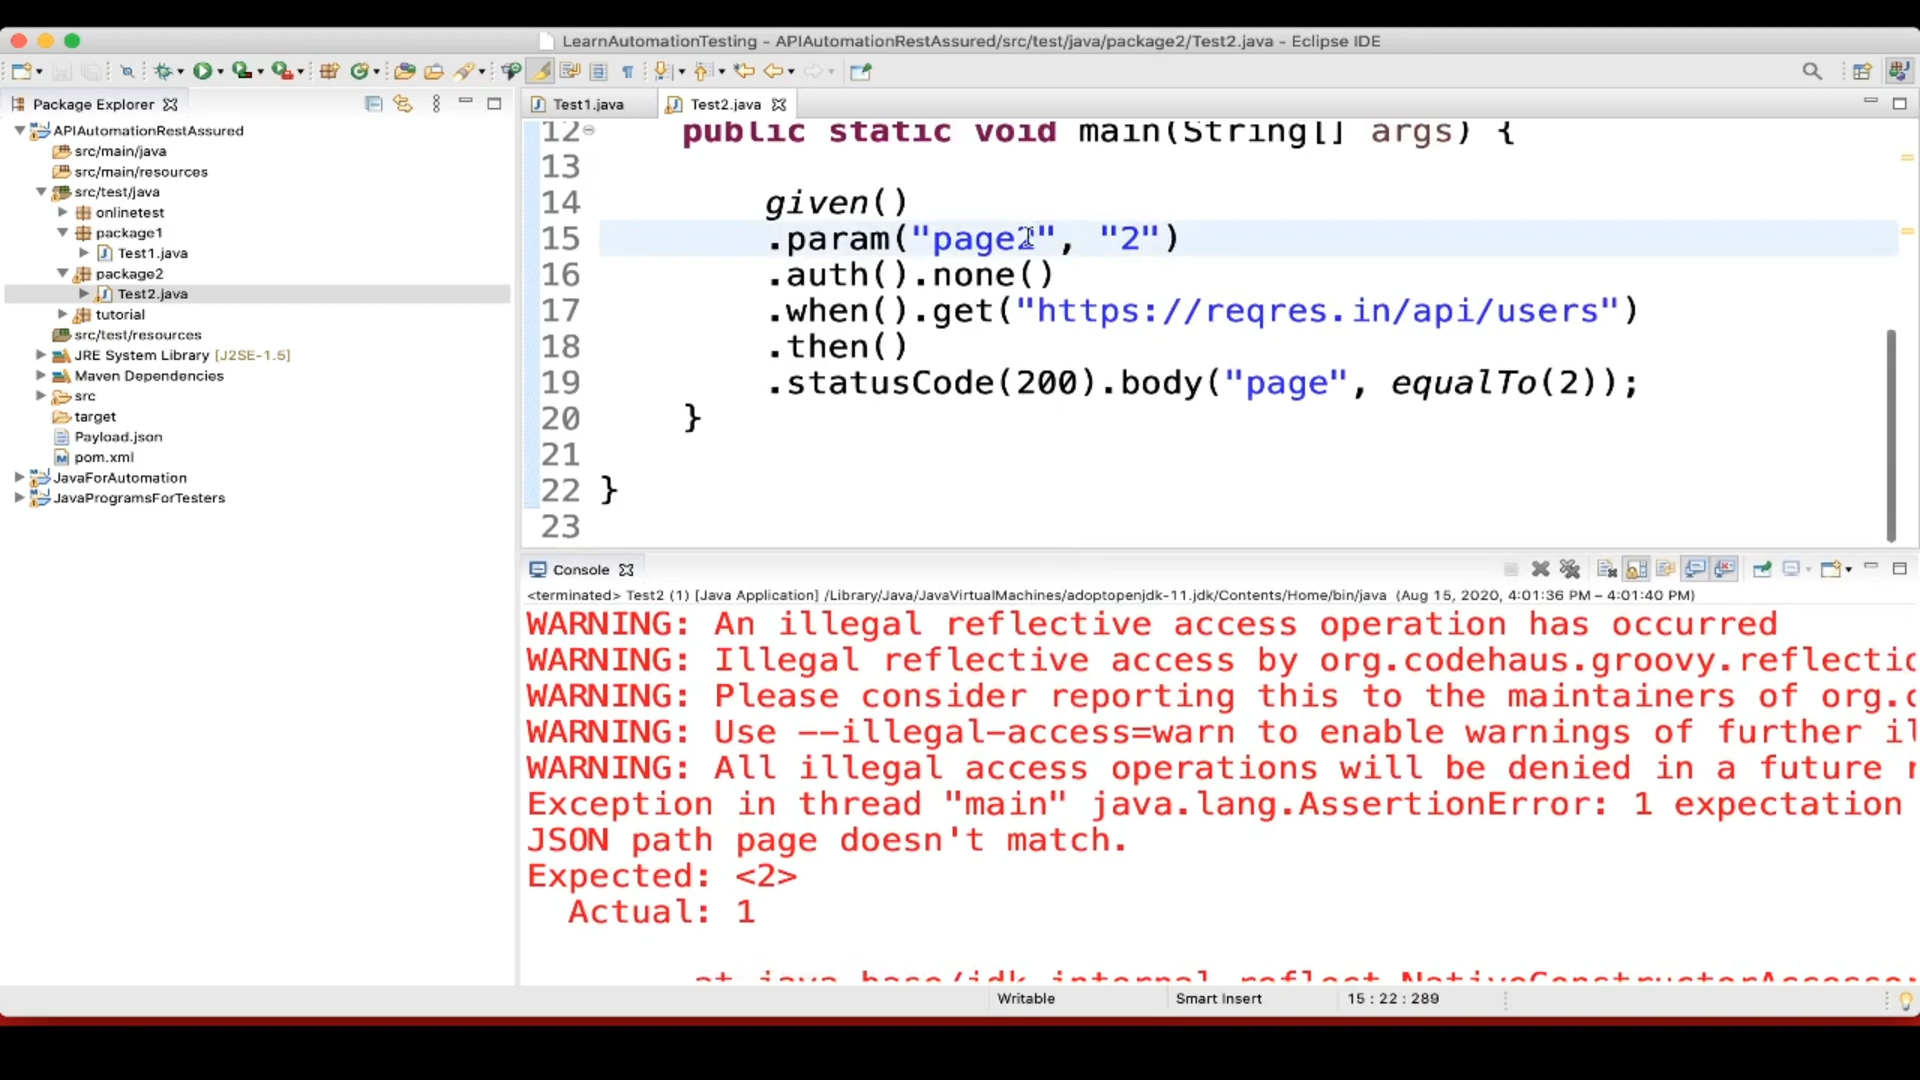 LearnAutomationTesting - APIAutomationRestAssured/src/test/java/package2/Test2.java - Eclipse IDE
Package Explorer
APIAutomationRestAssured
src/main/java
src/main/resources
src/test/java
onlinetest
package1
Test1.java
package2
Test2.java
tutorial
src/test/resources
JRE System Library [J2SE-1.5]
Maven Dependencies
src
target
Payload.json
pom.xml
JavaForAutomation
JavaProgramsForTesters
Test1.java Test2.java
12 public static void main(String[] args) {
13
14 given()
15 .param("page2", "2")
16 .auth().none()
17 .when().get("https://reqres.in/api/users")
18 .then()
19 .statusCode(200).body("page", equalTo(2));
20 }
21
22 }
23
Console
<terminated> Test2 (1) [Java Application] /Library/Java/JavaVirtualMachines/adoptopenjdk-11.jdk/Contents/Home/bin/java (Aug 15, 2020, 4:01:36 PM – 4:01:40 PM)
WARNING: An illegal reflective access operation has occurred
WARNING: Illegal reflective access by org.codehaus.groovy.reflectic
WARNING: Please consider reporting this to the maintainers of org.c
WARNING: Use --illegal-access=warn to enable warnings of further il
WARNING: All illegal access operations will be denied in a future r
Exception in thread "main" java.lang.AssertionError: 1 expectation
JSON path page doesn't match.
Expected: <2>
Actual: 1
at java.base/jdk.internal.reflect.NativeConstructorAccesso
Writable Smart Insert 15 : 22 : 289